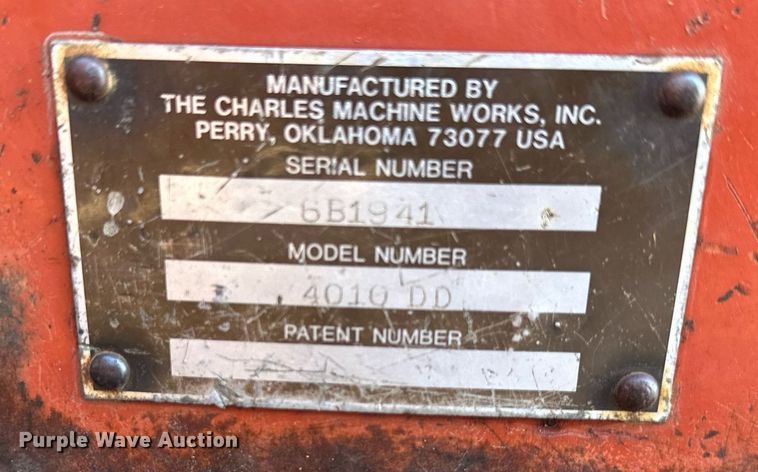 MANUFACTURED BY
THE CHARLES MACHINE WORKS, INC.
PERRY, OKLAHOMA 73077 USA
SERIAL NUMBER
6B1941
MODEL NUMBER
4010 DD
PATENT NUMBER
Purple Wave Auction